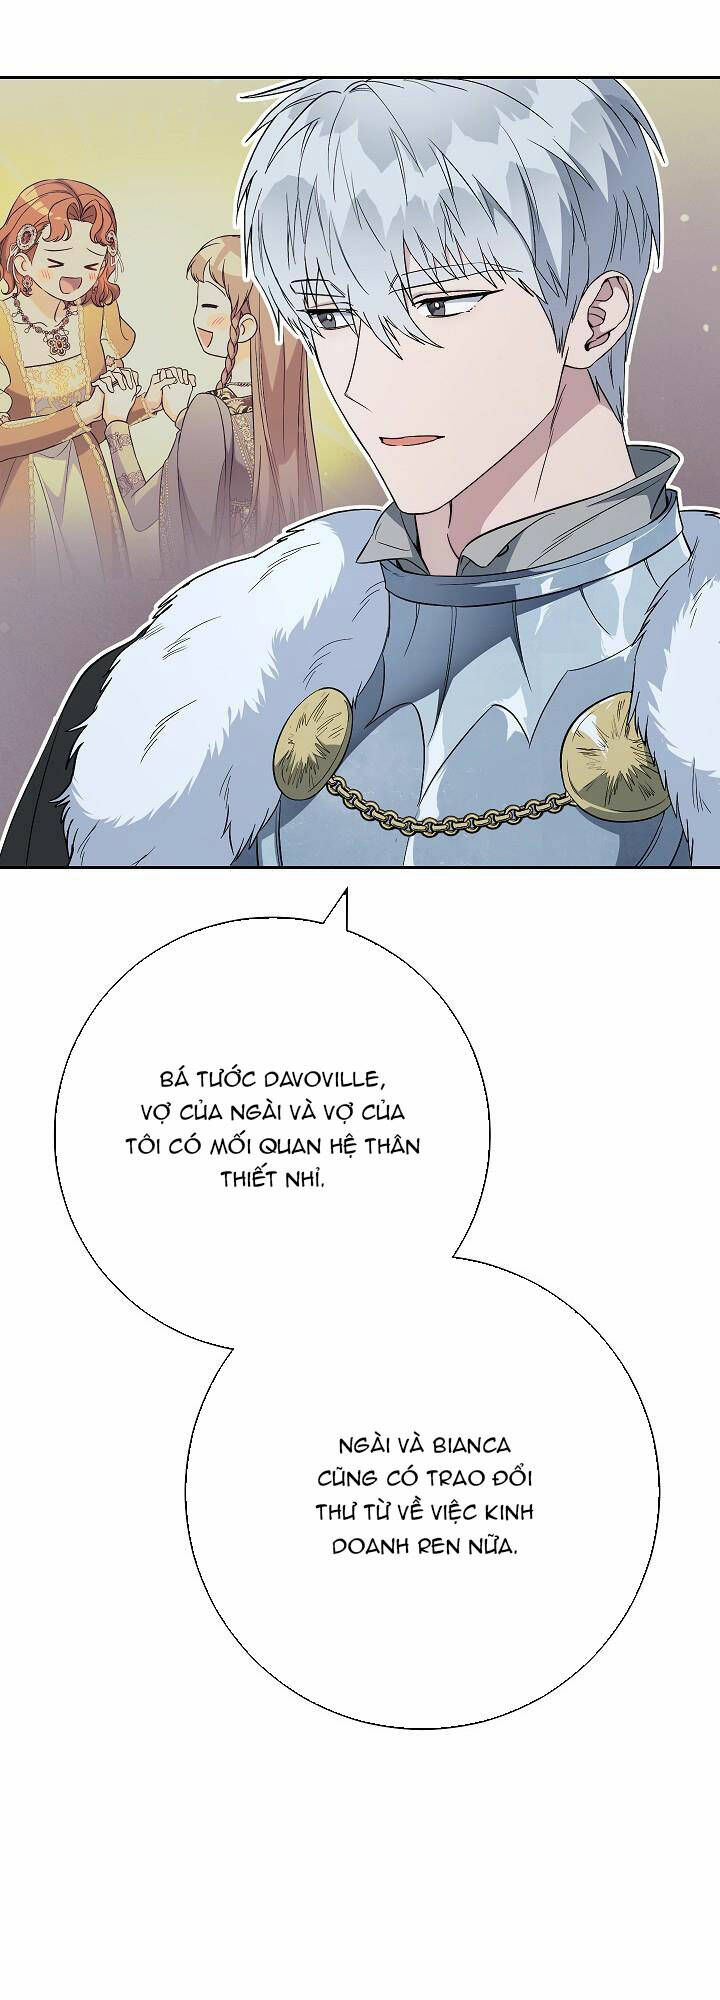 BÁ TƯỚC DAVOVILLE,
VỢ CỦA NGÀI VÀ VỢ CỦA
TÔI CÓ MỐI QUAN HỆ THÂN
THIẾT NHỈ.
NGÀI VÀ BIANCA
CŨNG CÓ TRAO ĐỔI
THƯ TỪ VỀ VIỆC KINH
DOANH REN NỮA.